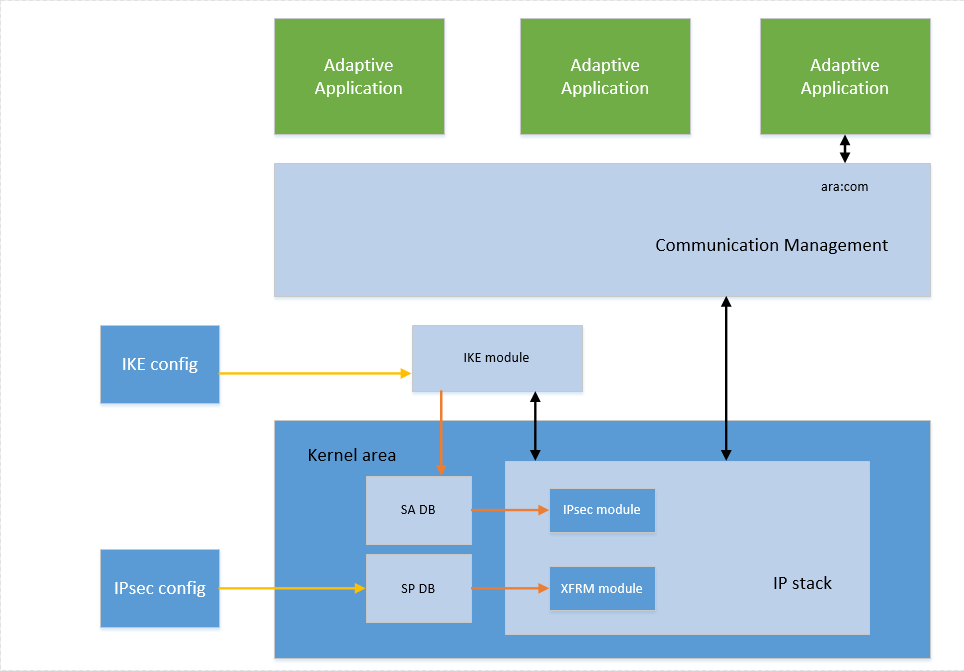 Adaptive
Application
Adaptive
Application
Adaptive
Application
ara:com
Communication Management
IKE config
IKE module
Kernel area
SA DB
IPsec module
IPsec config
SP DB
XFRM module
IP stack